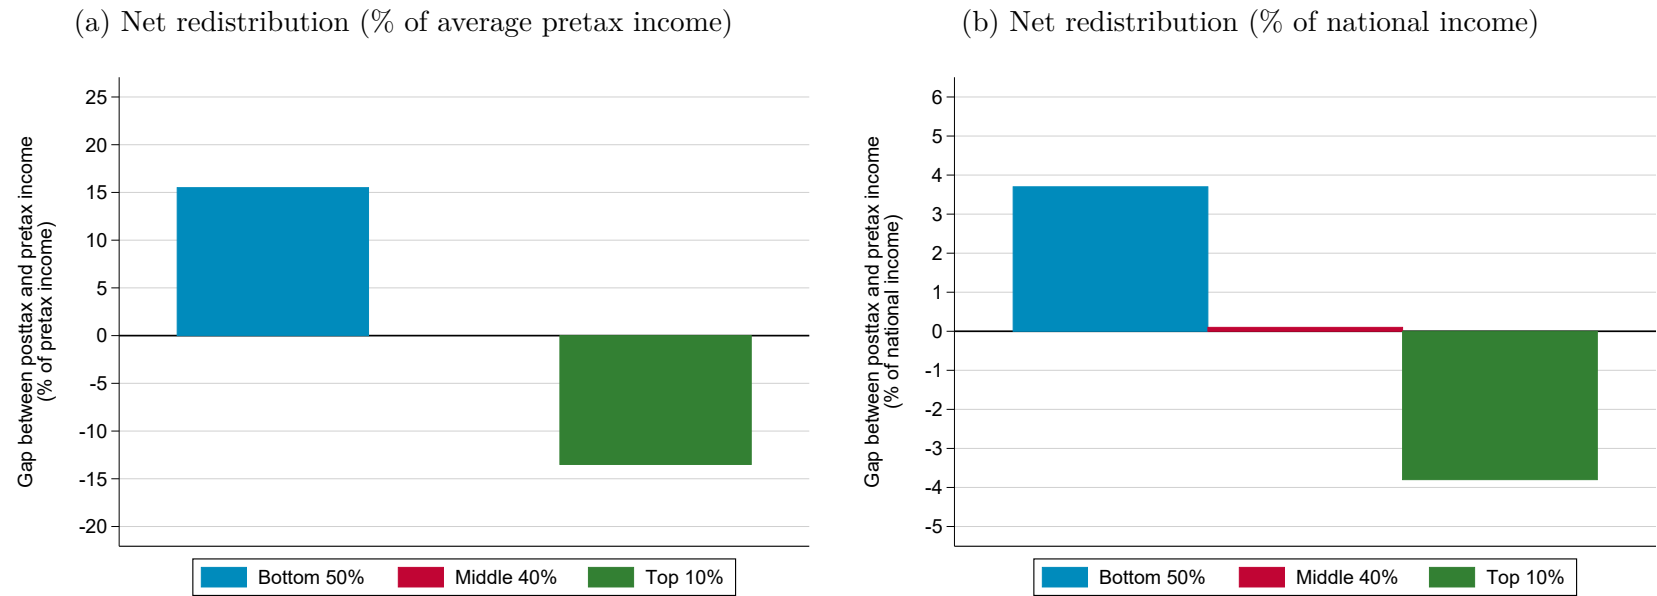 (a) Net redistribution (% of average pretax income)
Gap between posttax and pretax income
(% of pretax income)
25
20
15
10
5
0
-5
-10
-15
-20
Bottom 50% Middle 40% Top 10%
(b) Net redistribution (% of national income)
Gap between posttax and pretax income
(% of national income)
6
5
4
3
2
1
0
-1
-2
-3
-4
-5
Bottom 50% Middle 40% Top 10%